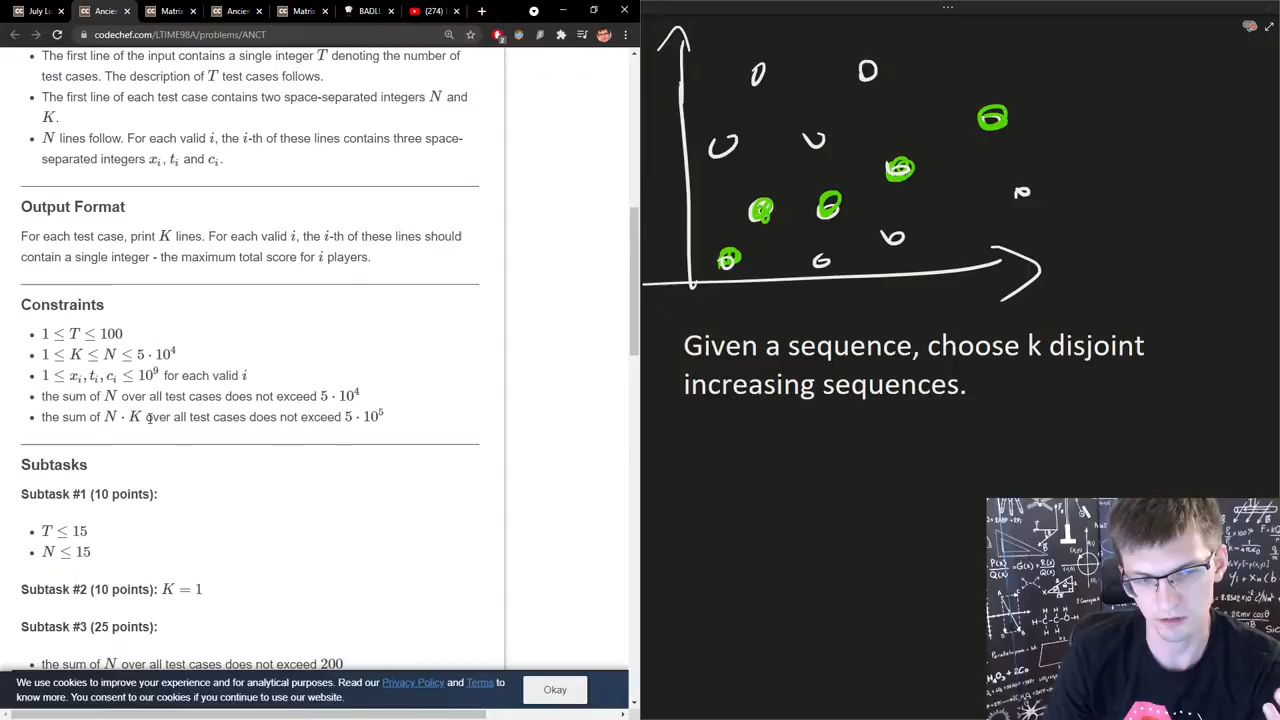 July Lu
Ancien
Matrix
Ancien
Matrix
BADLL
(274) I
codechef.com/LTIME98A/problems/ANCT
The first line of the input contains a single integer T denoting the number of
test cases. The description of T test cases follows.
The first line of each test case contains two space-separated integers N and
K.
N lines follow. For each valid i, the i-th of these lines contains three space-
separated integers x_i, t_i and c_i.
Output Format
For each test case, print K lines. For each valid i, the i-th of these lines should
contain a single integer - the maximum total score for i players.
Constraints
1 ≤ T ≤ 100
1 ≤ K ≤ N ≤ 5 · 10^4
1 ≤ x_i, t_i, c_i ≤ 10^9 for each valid i
the sum of N over all test cases does not exceed 5 · 10^4
the sum of N · K over all test cases does not exceed 5 · 10^5
Subtasks
Subtask #1 (10 points):
T ≤ 15
N ≤ 15
Subtask #2 (10 points): K = 1
Subtask #3 (25 points):
the sum of N over all test cases does not exceed 200
We use cookies to improve your experience and for analytical purposes. Read our Privacy Policy and Terms to
know more. You consent to our cookies if you continue to use our website.
Okay
Given a sequence, choose k disjoint
increasing sequences.